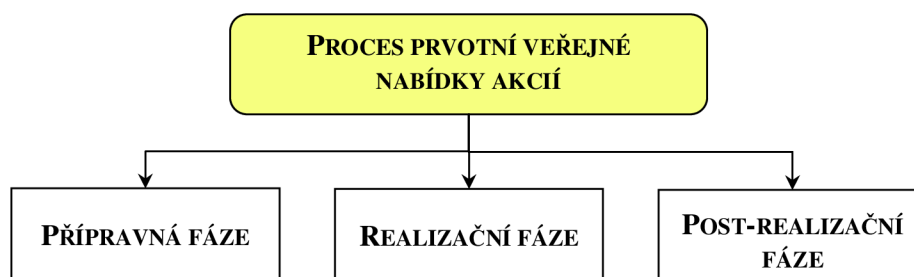 PROCES PRVOTNÍ VEŘEJNÉ
NABÍDKY AKCIÍ
PŘÍPRAVNÁ FÁZE
REALIZAČNÍ FÁZE
POST-REALIZAČNÍ
FÁZE